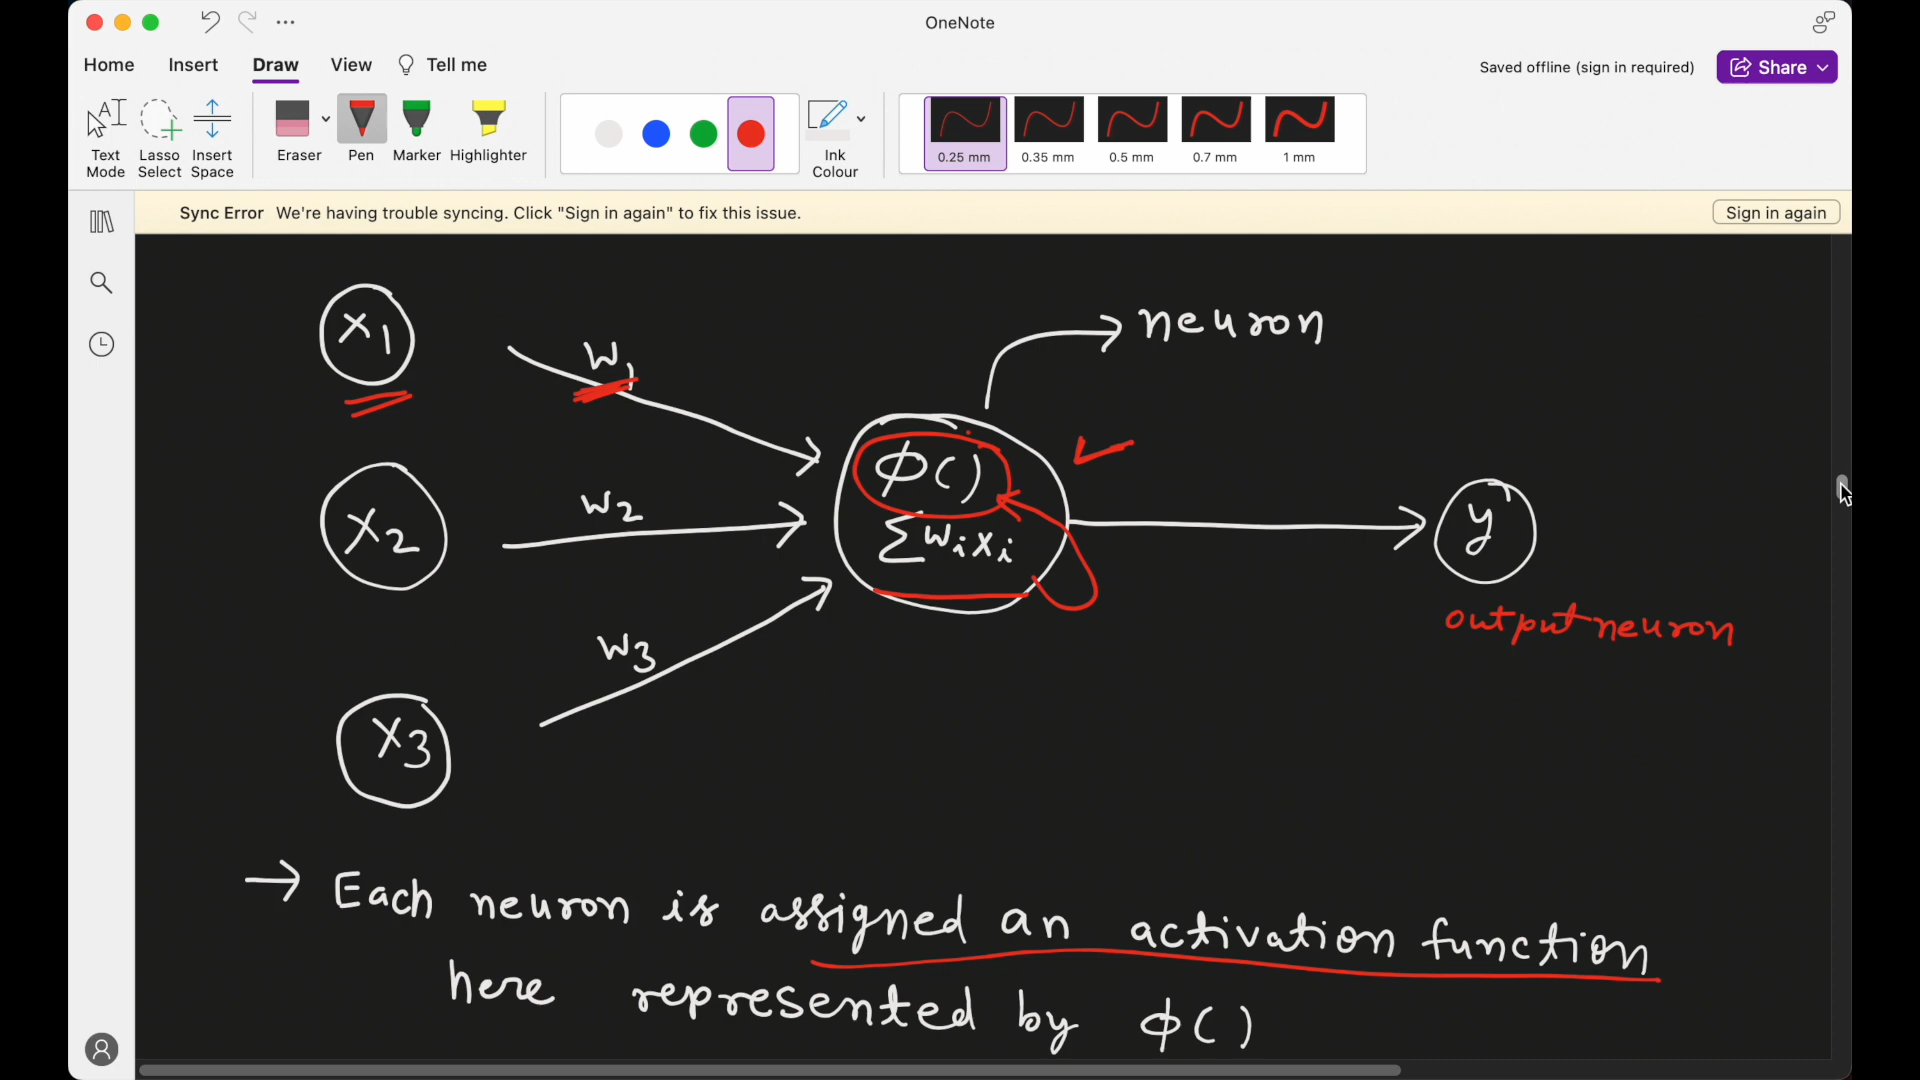 OneNote
Home Insert Draw View Tell me
Saved offline (sign in required) Share
Text Mode
Lasso Select
Insert Space
Eraser
Pen
Marker
Highlighter
Ink Colour
0.25 mm
0.35 mm
0.5 mm
0.7 mm
1 mm
Sync Error We're having trouble syncing. Click "Sign in again" to fix this issue.
Sign in again
x1
w1
neuron
ϕ()
x2
w2
∑wixi
y
output neuron
w3
x3
→ Each neuron is assigned an activation function
here represented by ϕ()